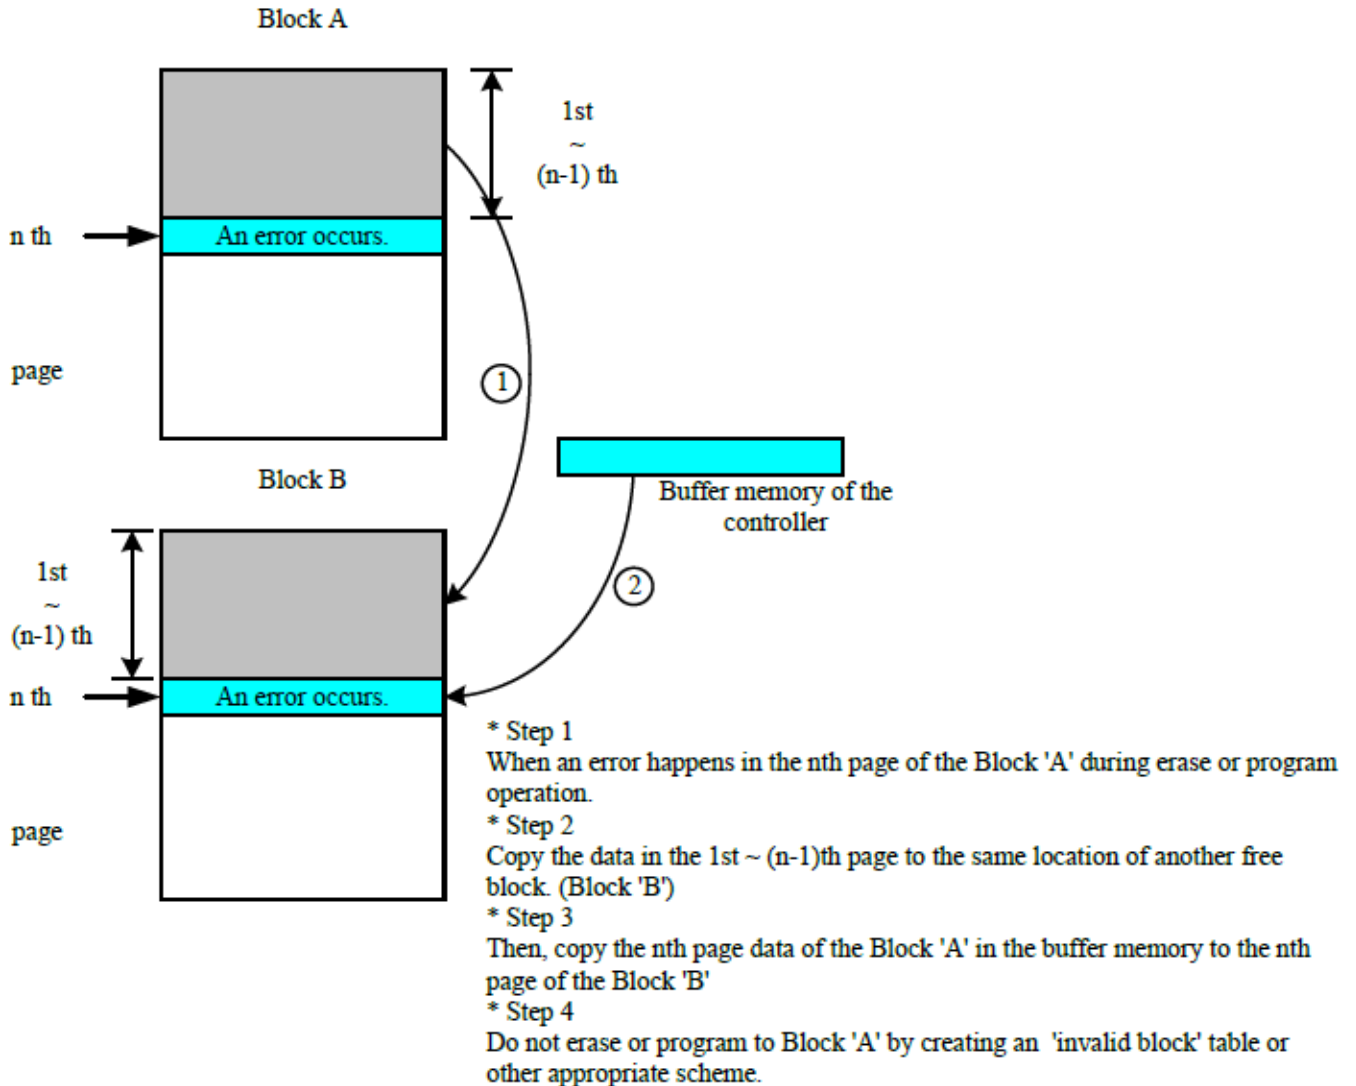 Block A
1st
~
(n-1) th
n th
An error occurs.
page
1
Block B
Buffer memory of the
controller
1st
~
(n-1) th
2
n th
An error occurs.
page
* Step 1
When an error happens in the nth page of the Block 'A' during erase or program
operation.
* Step 2
Copy the data in the 1st ~ (n-1)th page to the same location of another free
block. (Block 'B')
* Step 3
Then, copy the nth page data of the Block 'A' in the buffer memory to the nth
page of the Block 'B'
* Step 4
Do not erase or program to Block 'A' by creating an 'invalid block' table or
other appropriate scheme.